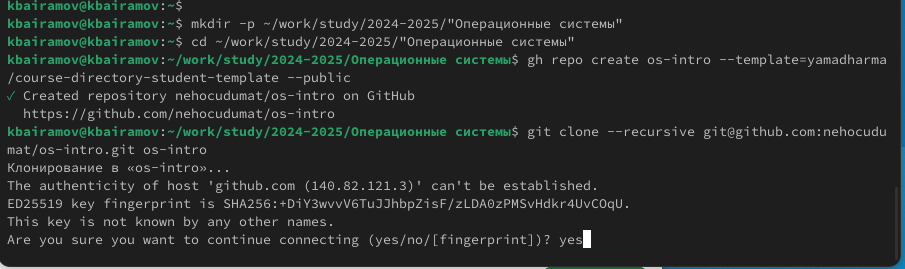 kbairamov@kbairamov:~$
kbairamov@kbairamov:~$ mkdir -p ~/work/study/2024-2025/"Операционные системы"
kbairamov@kbairamov:~$ cd ~/work/study/2024-2025/"Операционные системы"
kbairamov@kbairamov:~/work/study/2024-2025/Операционные системы$ gh repo create os-intro --template=yamadharma
/course-directory-student-template --public
✓ Created repository nehocudumat/os-intro on GitHub
  https://github.com/nehocudumat/os-intro
kbairamov@kbairamov:~/work/study/2024-2025/Операционные системы$ git clone --recursive git@github.com:nehocudu
mat/os-intro.git os-intro
Клонирование в «os-intro»...
The authenticity of host 'github.com (140.82.121.3)' can't be established.
ED25519 key fingerprint is SHA256:+DiY3wvvV6TuJJhbpZisF/zLDA0zPMSvHdkr4UvCOqU.
This key is not known by any other names.
Are you sure you want to continue connecting (yes/no/[fingerprint])? yes